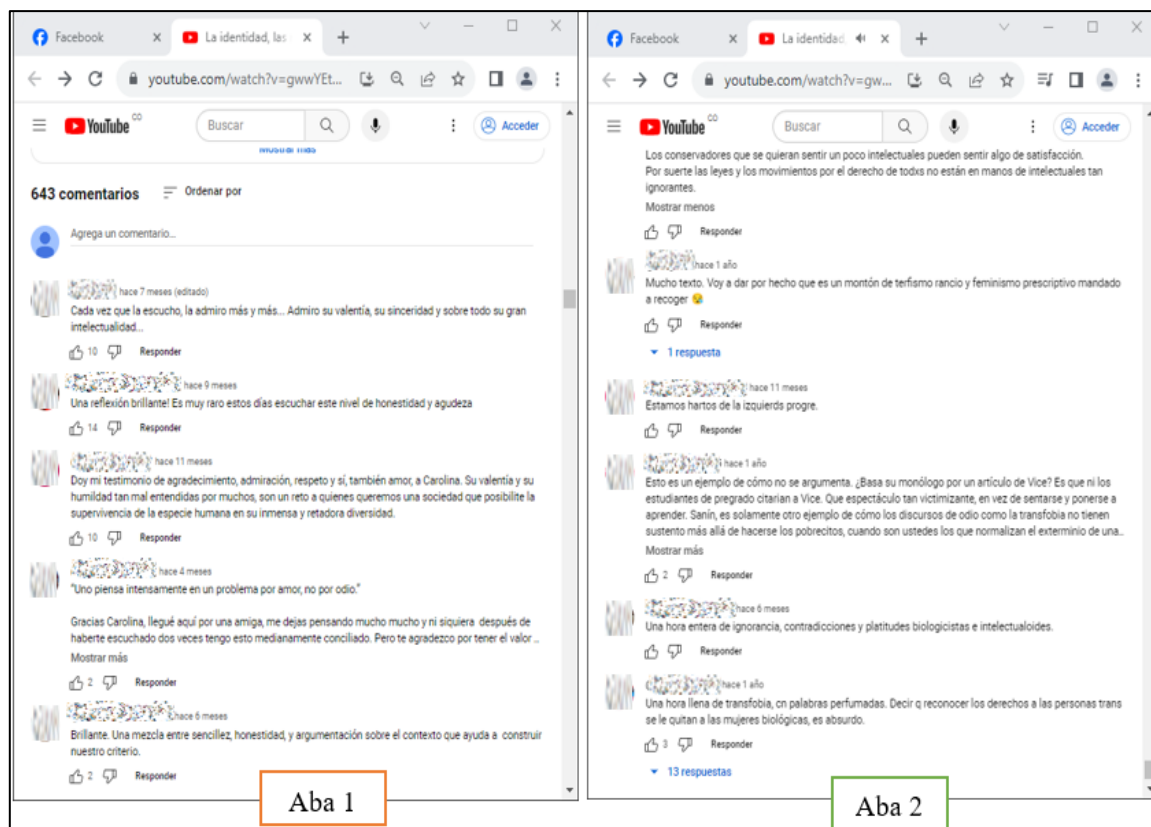 Facebook
La identidad, las
youtube.com/watch?v=gwwYEt...
YouTube CO
Buscar
Acceder
Mostrar más
643 comentarios
Ordenar por
Agrega un comentario...
hace 7 meses (editado)
Cada vez que la escucho, la admiro más y más... Admiro su valentía, su sinceridad y sobre todo su gran
intelectualidad...
10 Responder
hace 9 meses
Una reflexión brillante! Es muy raro estos días escuchar este nivel de honestidad y agudeza
14 Responder
hace 11 meses
Doy mi testimonio de agradecimiento, admiración, respeto y sí, también amor, a Carolina. Su valentía y su
humildad tan mal entendidas por muchos, son un reto a quienes queremos una sociedad que posibilite la
supervivencia de la especie humana en su inmensa y retadora diversidad.
10 Responder
hace 4 meses
"Uno piensa intensamente en un problema por amor, no por odio."
Gracias Carolina, llegué aquí por una amiga, me dejas pensando mucho mucho y ni siquiera después de
haberte escuchado dos veces tengo esto medianamente conciliado. Pero te agradezco por tener el valor ...
Mostrar más
2 Responder
hace 6 meses
Brillante. Una mezcla entre sencillez, honestidad, y argumentación sobre el contexto que ayuda a construir
nuestro criterio.
2 Responder
Aba 1
Facebook
La identidad,
youtube.com/watch?v=gw...
YouTube CO
Buscar
Acceder
Los conservadores que se quieran sentir un poco intelectuales pueden sentir algo de satisfacción.
Por suerte las leyes y los movimientos por el derecho de todxs no están en manos de intelectuales tan
ignorantes.
Mostrar menos
Responder
hace 1 año
Mucho texto. Voy a dar por hecho que es un montón de terfismo rancio y feminismo prescriptivo mandado
a recoger 😢
Responder
1 respuesta
hace 11 meses
Estamos hartos de la izquierds progre.
Responder
hace 1 año
Esto es un ejemplo de cómo no se argumenta. ¿Basa su monólogo por un artículo de Vice? Es que ni los
estudiantes de pregrado citarian a Vice. Que espectáculo tan victimizante, en vez de sentarse y ponerse a
aprender. Sanín, es solamente otro ejemplo de cómo los discursos de odio como la transfobia no tienen
sustento más allá de hacerse los pobrecitos, cuando son ustedes los que normalizan el exterminio de una...
Mostrar más
2 Responder
hace 6 meses
Una hora entera de ignorancia, contradicciones y platitudes biologicistas e intelectualoides.
Responder
hace 1 año
Una hora llena de transfobia, cn palabras perfumadas. Decir q reconocer los derechos a las personas trans
se le quitan a las mujeres biológicas, es absurdo.
3 Responder
13 respuestas
Aba 2